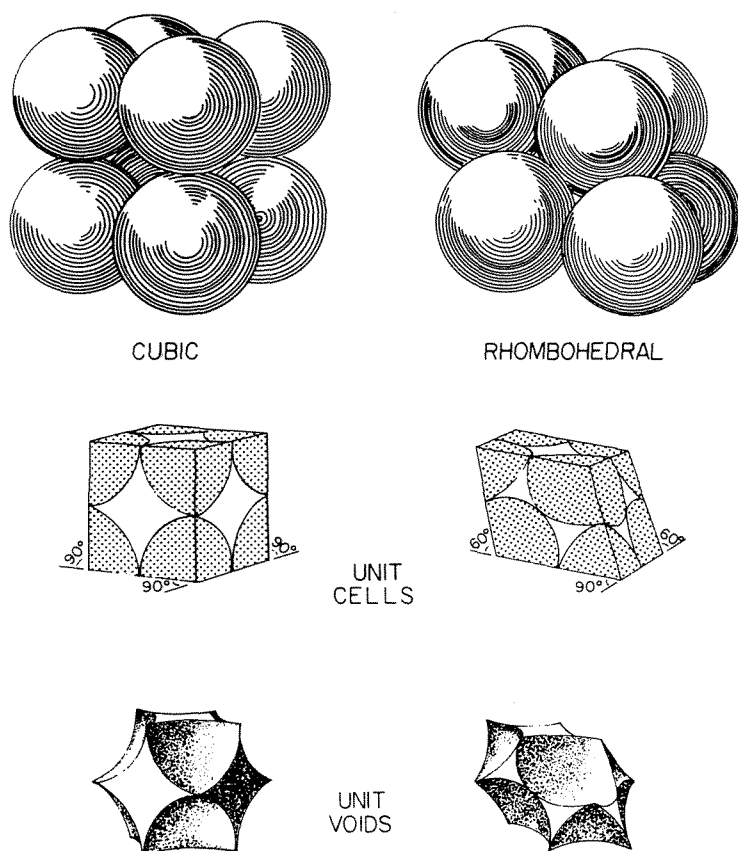 CUBIC
RHOMBOHEDRAL
90°
90°
90°
60°
60°
90°
UNIT
CELLS
UNIT
VOIDS